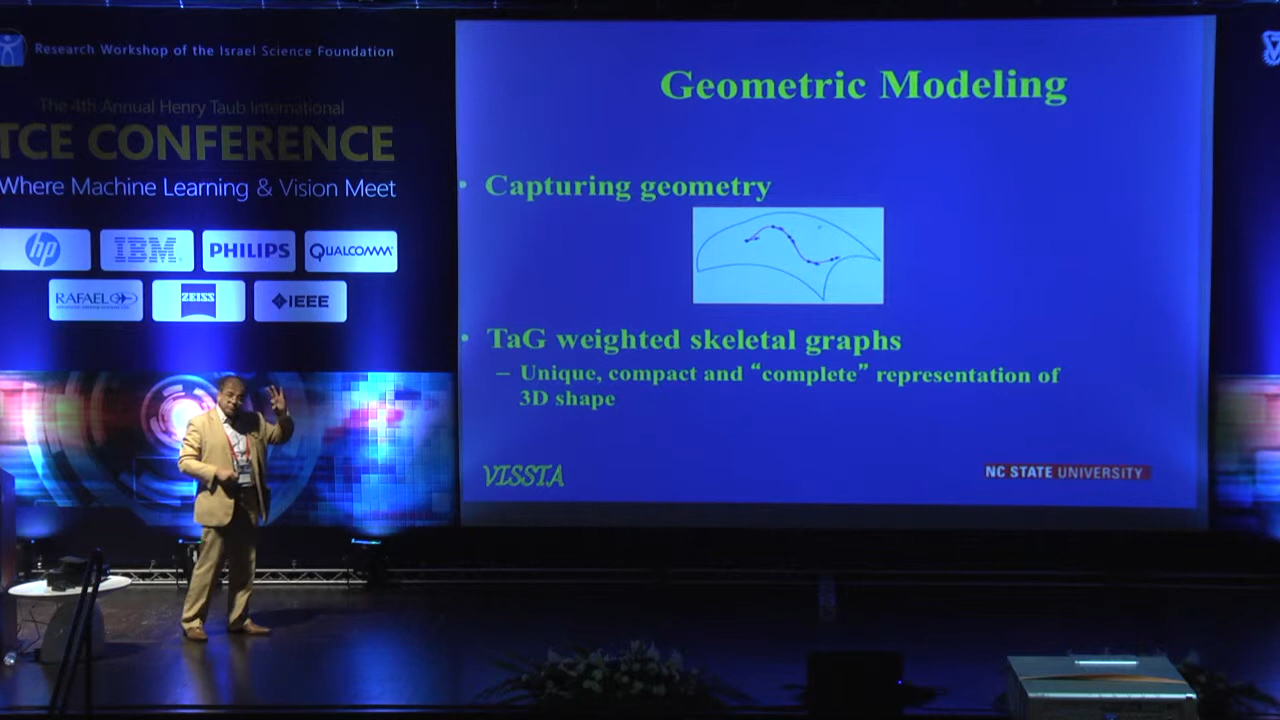 Research Workshop of the Israel Science Foundation
The 4th Annual Henry Taub International
TCE CONFERENCE
Where Machine Learning & Vision Meet
hp
IBM
PHILIPS
QUALCOMM
RAFAEL
ZEISS
IEEE
Geometric Modeling
• Capturing geometry
• TaG weighted skeletal graphs
– Unique, compact and “complete” representation of
3D shape
VISSTA
NC STATE UNIVERSITY